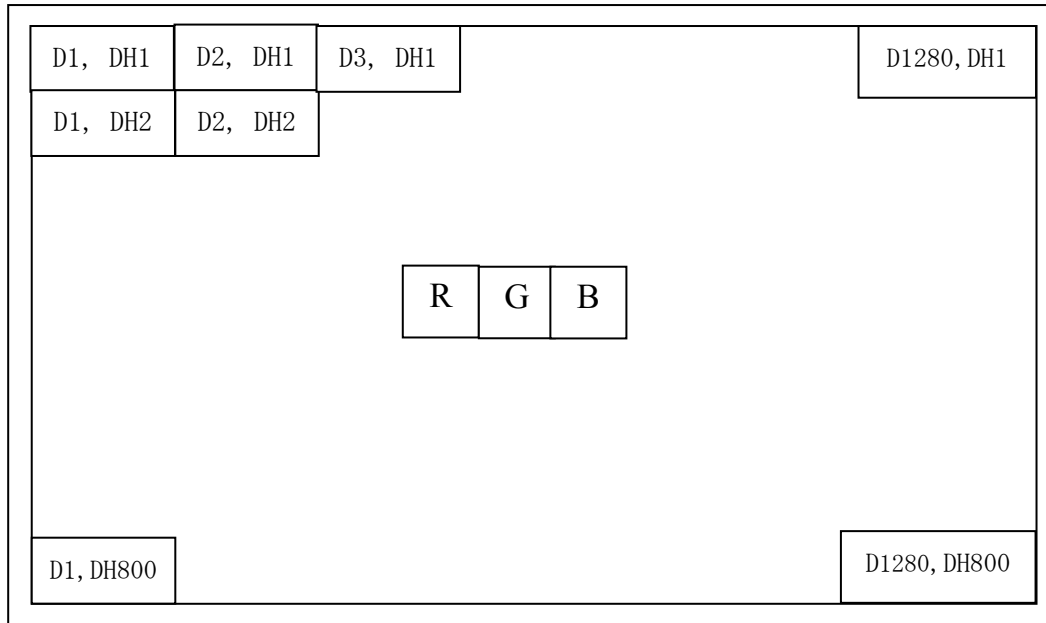 D1, DH1 D2, DH1 D3, DH1 D1280,DH1
D1, DH2 D2, DH2
R G B
D1,DH800 D1280,DH800